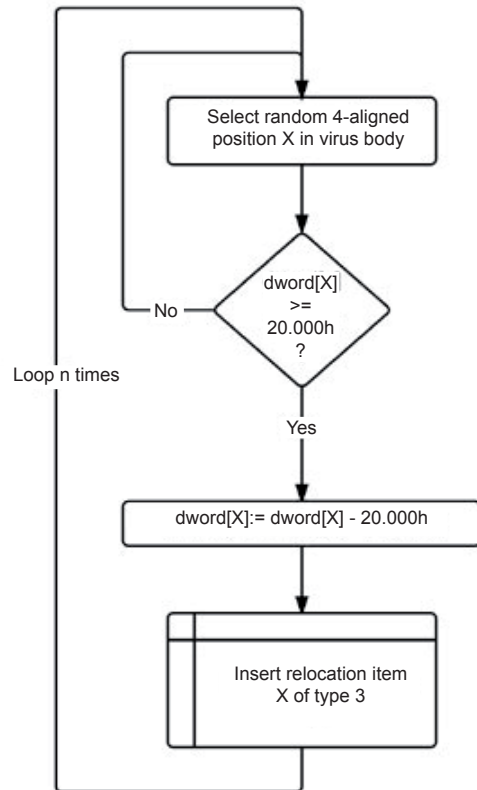 Select random 4-aligned
position X in virus body
dword[X]
>=
20.000h
?
No
Loop n times
Yes
dword[X]:= dword[X] - 20.000h
Insert relocation item
X of type 3